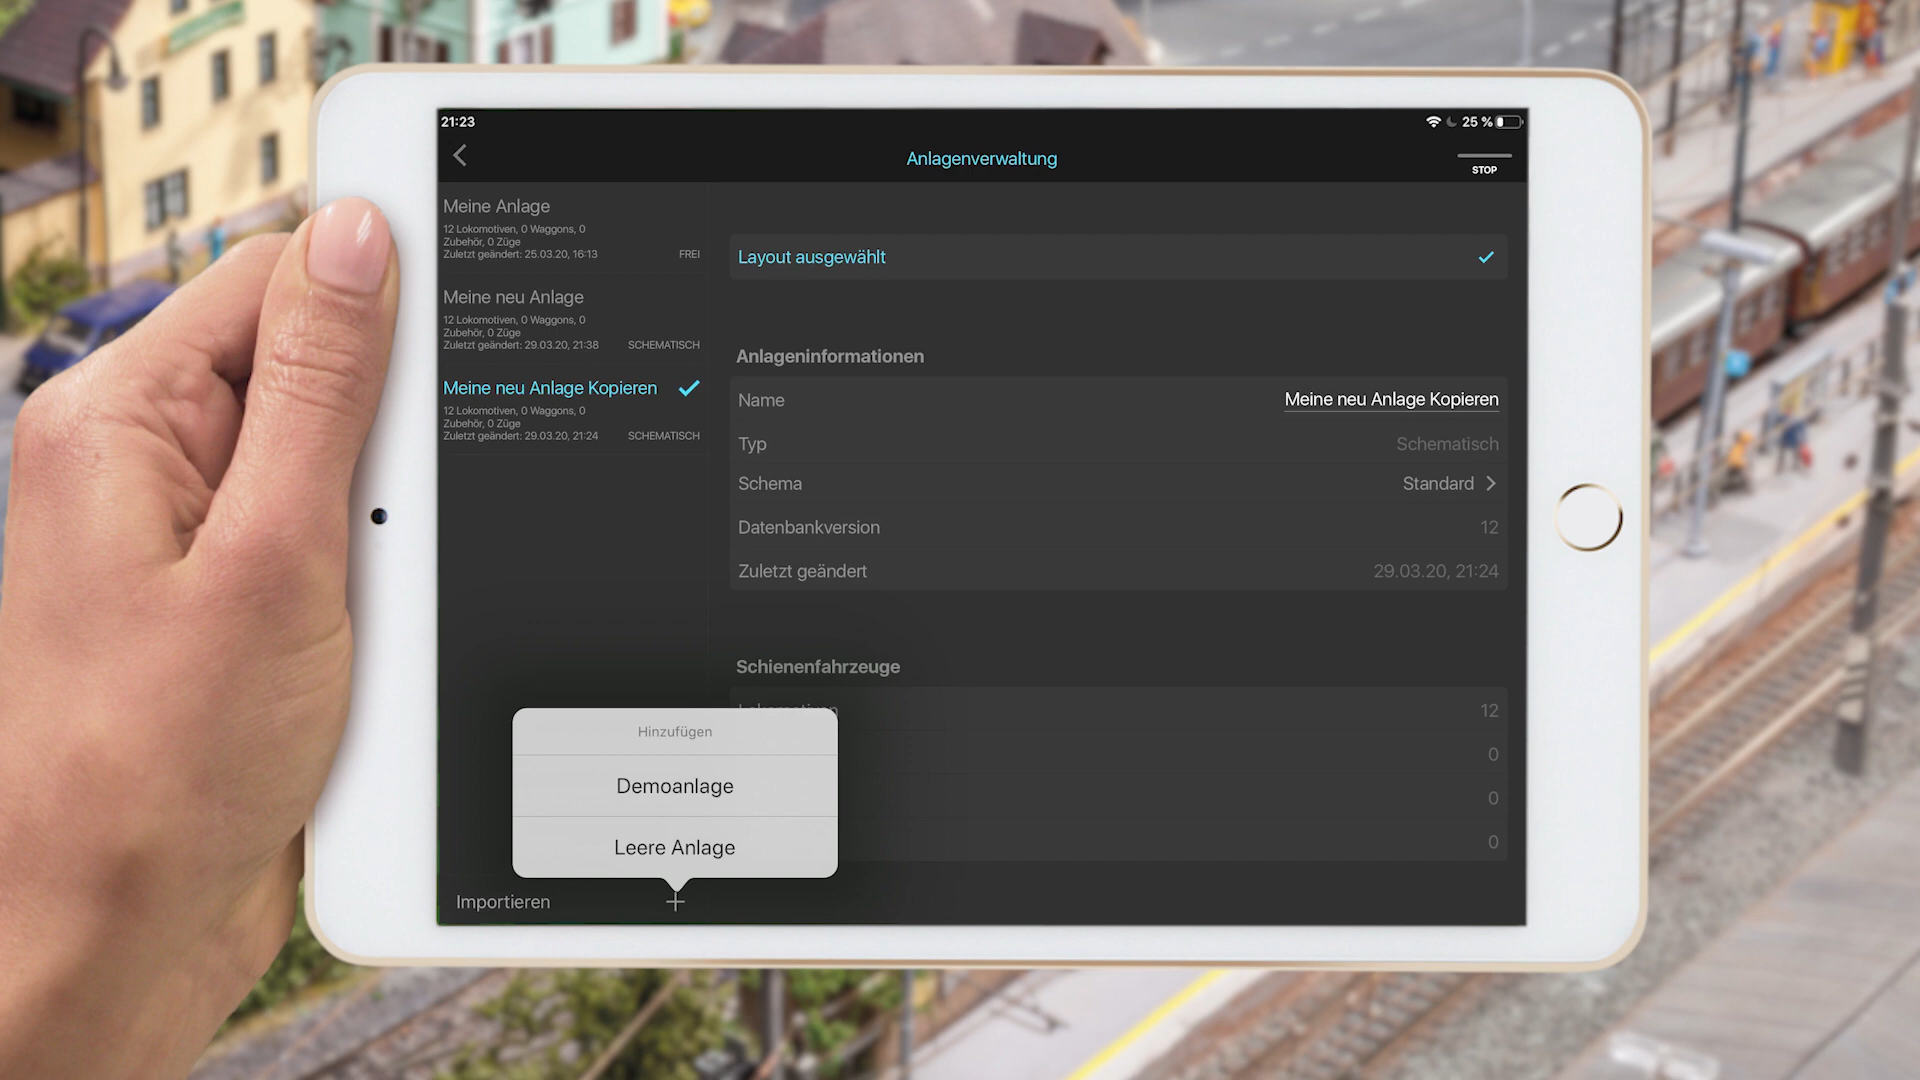 21:23
25 %
Anlagenverwaltung
STOP
Meine Anlage
12 Lokomotiven, 0 Waggons, 0
Zubehör, 0 Züge
Zuletzt geändert: 25.03.20, 16:13
FREI
Meine neu Anlage
12 Lokomotiven, 0 Waggons, 0
Zubehör, 0 Züge
Zuletzt geändert: 29.03.20, 21:38
SCHEMATISCH
Meine neu Anlage Kopieren
12 Lokomotiven, 0 Waggons, 0
Zubehör, 0 Züge
Zuletzt geändert: 29.03.20, 21:24
SCHEMATISCH
Layout ausgewählt
Anlageninformationen
Name
Meine neu Anlage Kopieren
Typ
Schematisch
Schema
Standard
Datenbankversion
12
Zuletzt geändert
29.03.20, 21:24
Schienenfahrzeuge
Lokomotiven
12
0
0
0
Hinzufügen
Demoanlage
Leere Anlage
Importieren